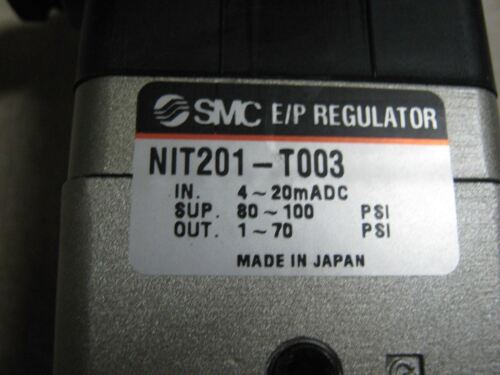 SMC E/P REGULATOR
NIT201-T003
IN. 4~20mADC
SUP. 80~100 PSI
OUT. 1~70 PSI
MADE IN JAPAN